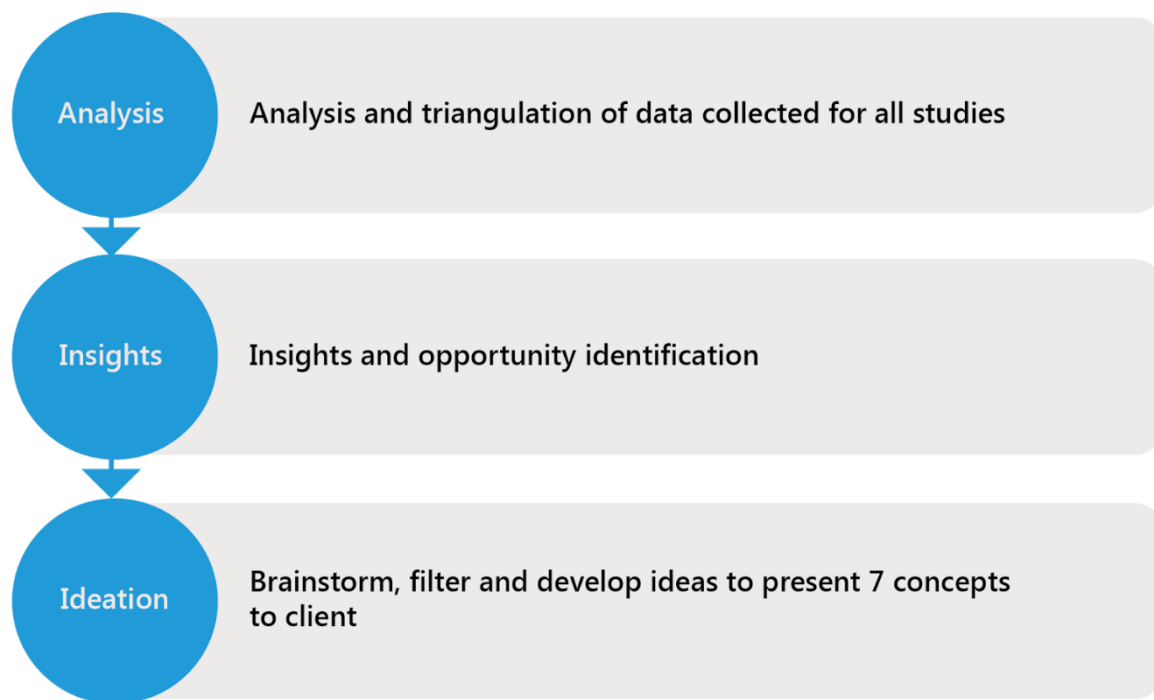 Analysis
Analysis and triangulation of data collected for all studies
Insights
Insights and opportunity identification
Ideation
Brainstorm, filter and develop ideas to present 7 concepts
to client